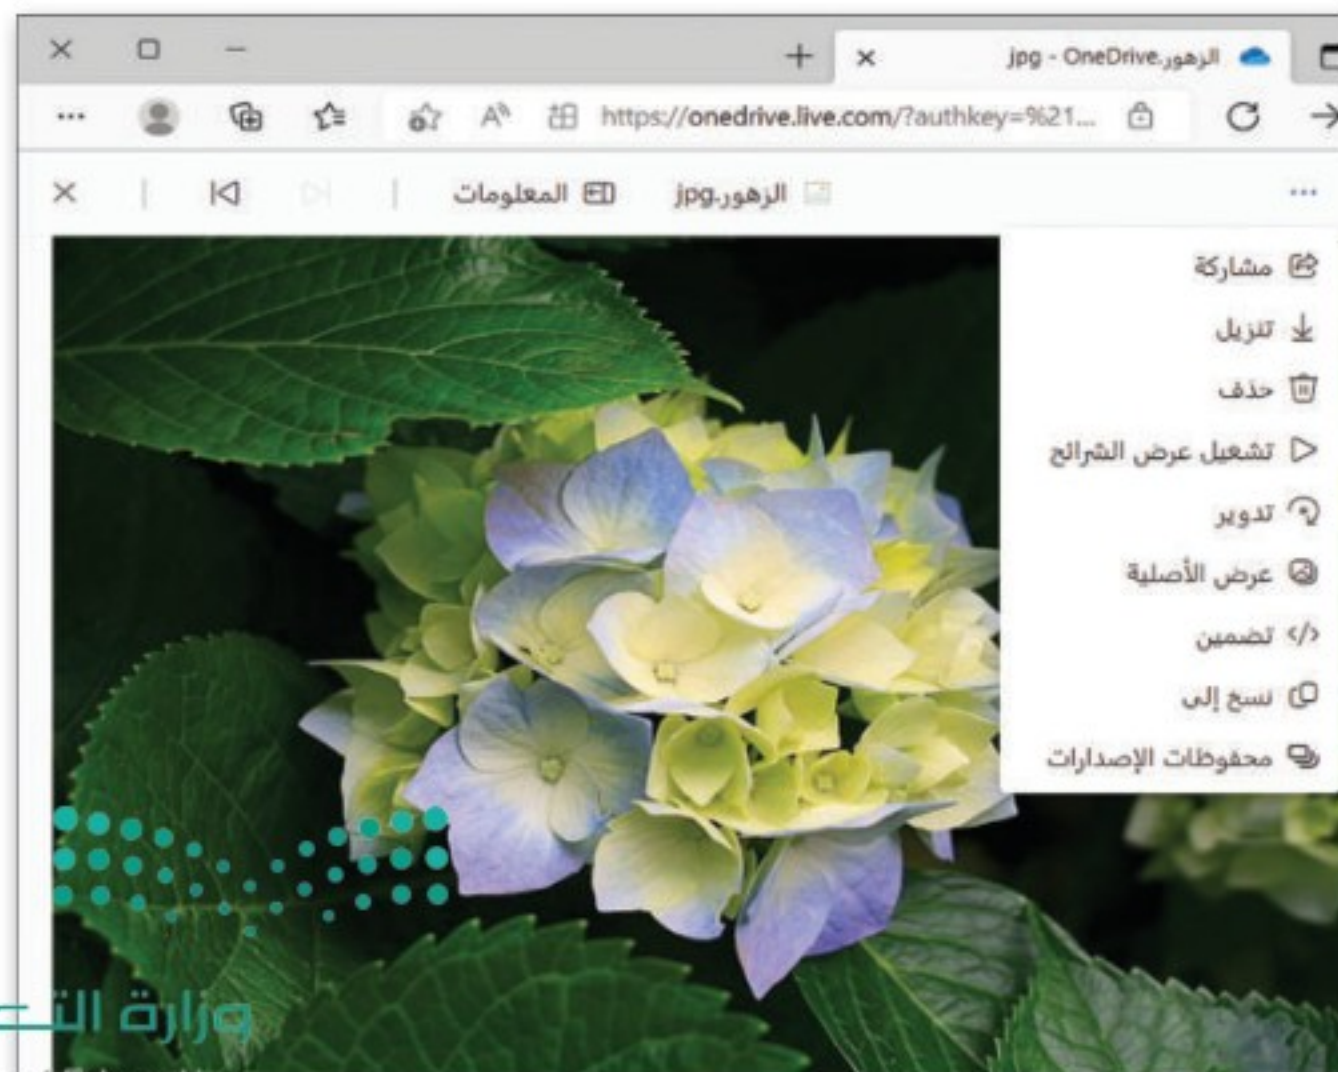 الزهور.jpg - OneDrive
https://onedrive.live.com/?authkey=%21...
الزهور.jpg
المعلومات
مشاركة
تنزيل
حذف
تشغيل عرض الشرائح
تدوير
عرض الأصلية
تضمين
نسخ إلى
محفوظات الإصدارات
وزارة